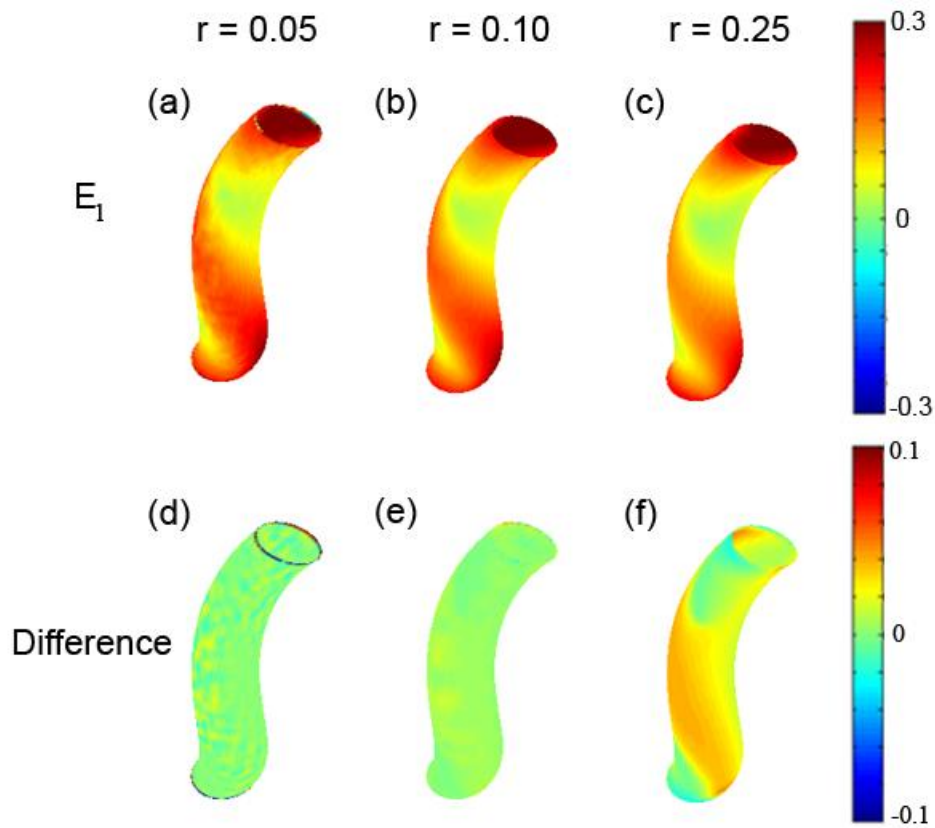 r = 0.05 r = 0.10 r = 0.25
0.3
(a) (b) (c)
E1
0
-0.3
0.1
(d) (e) (f)
Difference
0
-0.1